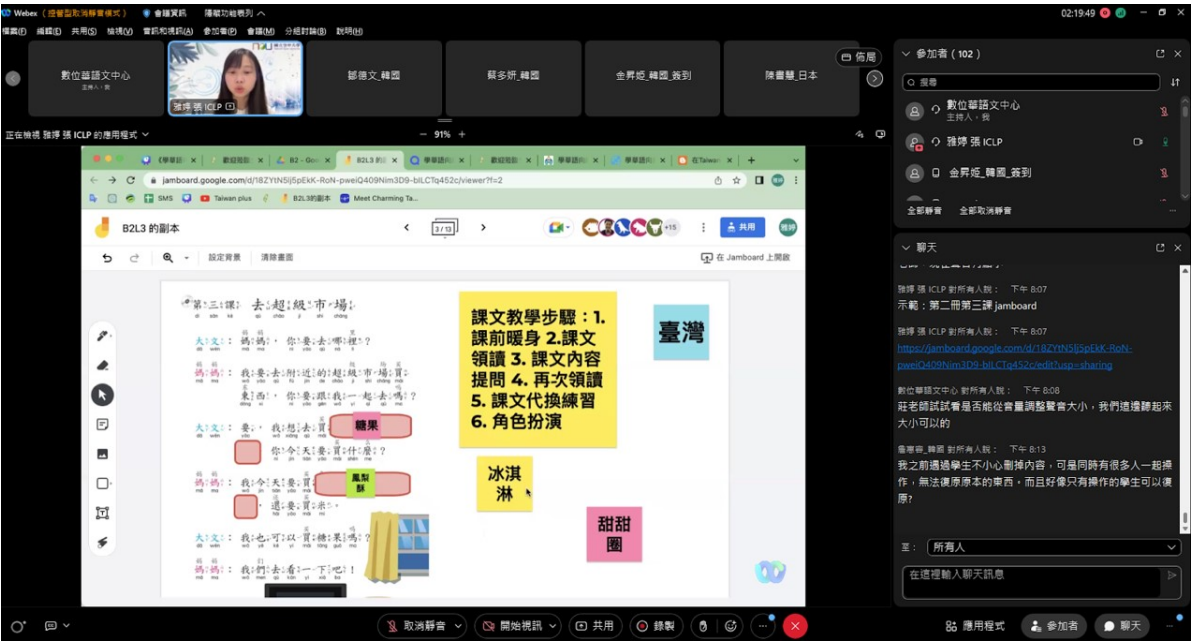 Webex (控管型取消靜音模式) 會議資訊 隱藏功能表列
02:19:49
檔案(F) 編輯(E) 共用(S) 檢視(V) 音訊和視訊(A) 參加者(P) 會議(M) 分組討論(B) 說明(H)
佈局
數位華語文中心
主持人，我
雅婷 張 ICLP
鄒德文_韓國
蔡多妍_韓國
金昇姬_韓國_簽到
陳書慧_日本
正在檢視 雅婷 張 ICLP 的應用程式
91%
jamboard.google.com/d/18ZYtN5Ij5pEkK-RoN-pweiQ409Nim3D9-bILCTq452c/viewer?f=2
SMS Taiwan plus B2L3的副本 Meet Charming Ta...
B2L3 的副本
3/13
+15
共用
雅婷
設定背景 清除畫面
在 Jamboard 上開啟
第三課 去超級市場
大文：媽媽，你要去哪裡？
媽媽：我要去附近的超級市場買
東西，你要跟我一起去嗎？
大文：要，我想去買 糖果
你今天要買什麼？
媽媽：我今天要買 鳳梨酥
，還要買米。
大文：我也可以買糖果嗎？
媽媽：我們去看一下吧！
課文教學步驟：1.
課前暖身 2.課文
領讀 3. 課文內容
提問 4. 再次領讀
5. 課文代換練習
6. 角色扮演
臺灣
冰淇
淋
甜甜
圈
參加者 (102)
搜尋
數位華語文中心
主持人，我
雅婷 張 ICLP
金昇姬_韓國_簽到
全部靜音 全部取消靜音
聊天
雅婷 張 ICLP 對所有人說： 下午 8:07
示範：第二冊第三課 jamboard
雅婷 張 ICLP 對所有人說： 下午 8:07
https://jamboard.google.com/d/18ZYtN5Ij5pEkK-RoN-
pweiQ409Nim3D9-bILCTq452c/edit?usp=sharing
數位華語文中心 對所有人說： 下午 8:08
莊老師試試看是否能從音量調整聲音大小，我們這邊聽起來
大小可以的
韓國 對所有人說： 下午 8:13
我之前遇過學生不小心刪掉內容，可是同時有很多人一起操
作，無法復原原本的東西。而且好像只有操作的學生可以復
原?
至： 所有人
在這裡輸入聊天訊息
取消靜音 開始視訊 共用 錄製
應用程式 參加者 聊天